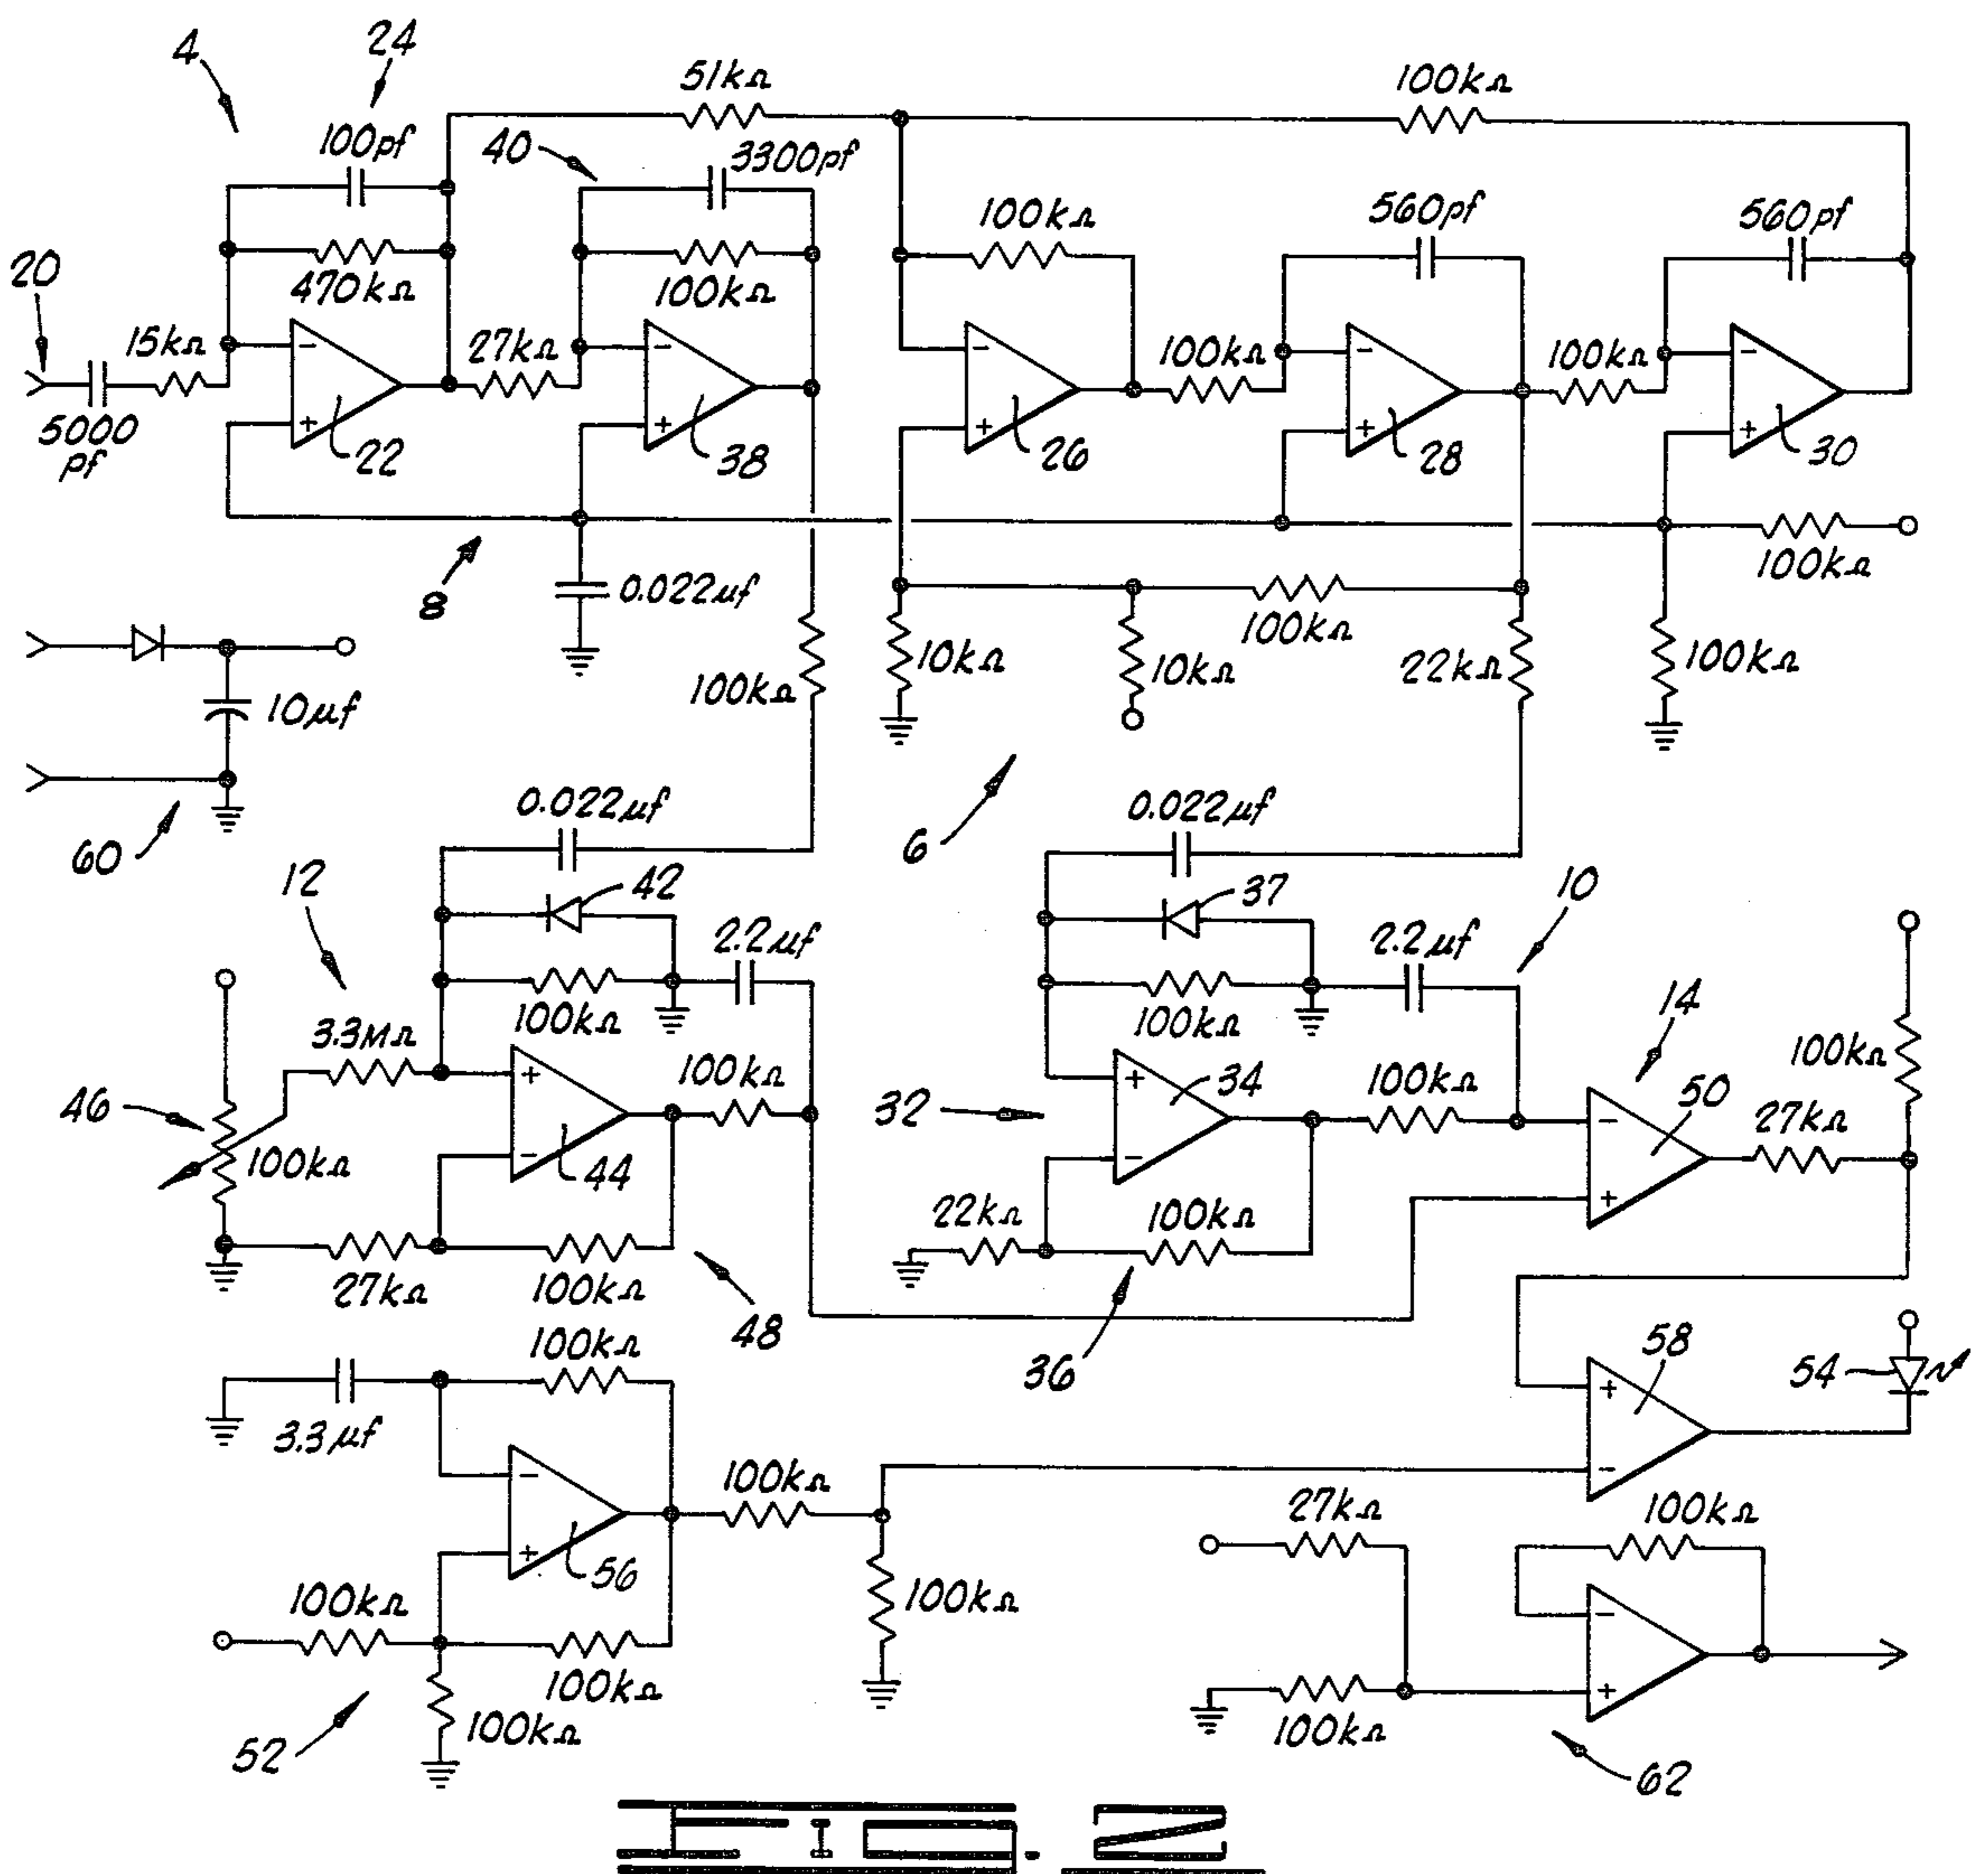 4
24
51kΩ
100kΩ
100pf
40
3300pf
100kΩ
560pf
560pf
20
470kΩ
100kΩ
15kΩ
27kΩ
100kΩ
100kΩ
-
-
-
-
-
+
+
+
+
+
5000
pf
22
38
26
28
30
8
0.022µf
100kΩ
10kΩ
10kΩ
100kΩ
22kΩ
100kΩ
100kΩ
10µf
60
0.022µf
6
0.022µf
12
42
37
10
2.2µf
2.2µf
14
3.3MΩ
100kΩ
100kΩ
100kΩ
46
+
100kΩ
32
+
34
100kΩ
-
50
27kΩ
100kΩ
-
44
-
+
22kΩ
100kΩ
27kΩ
100kΩ
48
36
58
54
100kΩ
3.3µf
+
-
-
100kΩ
27kΩ
100kΩ
+
56
-
100kΩ
100kΩ
+
100kΩ
100kΩ
100kΩ
52
62
FIG. 2